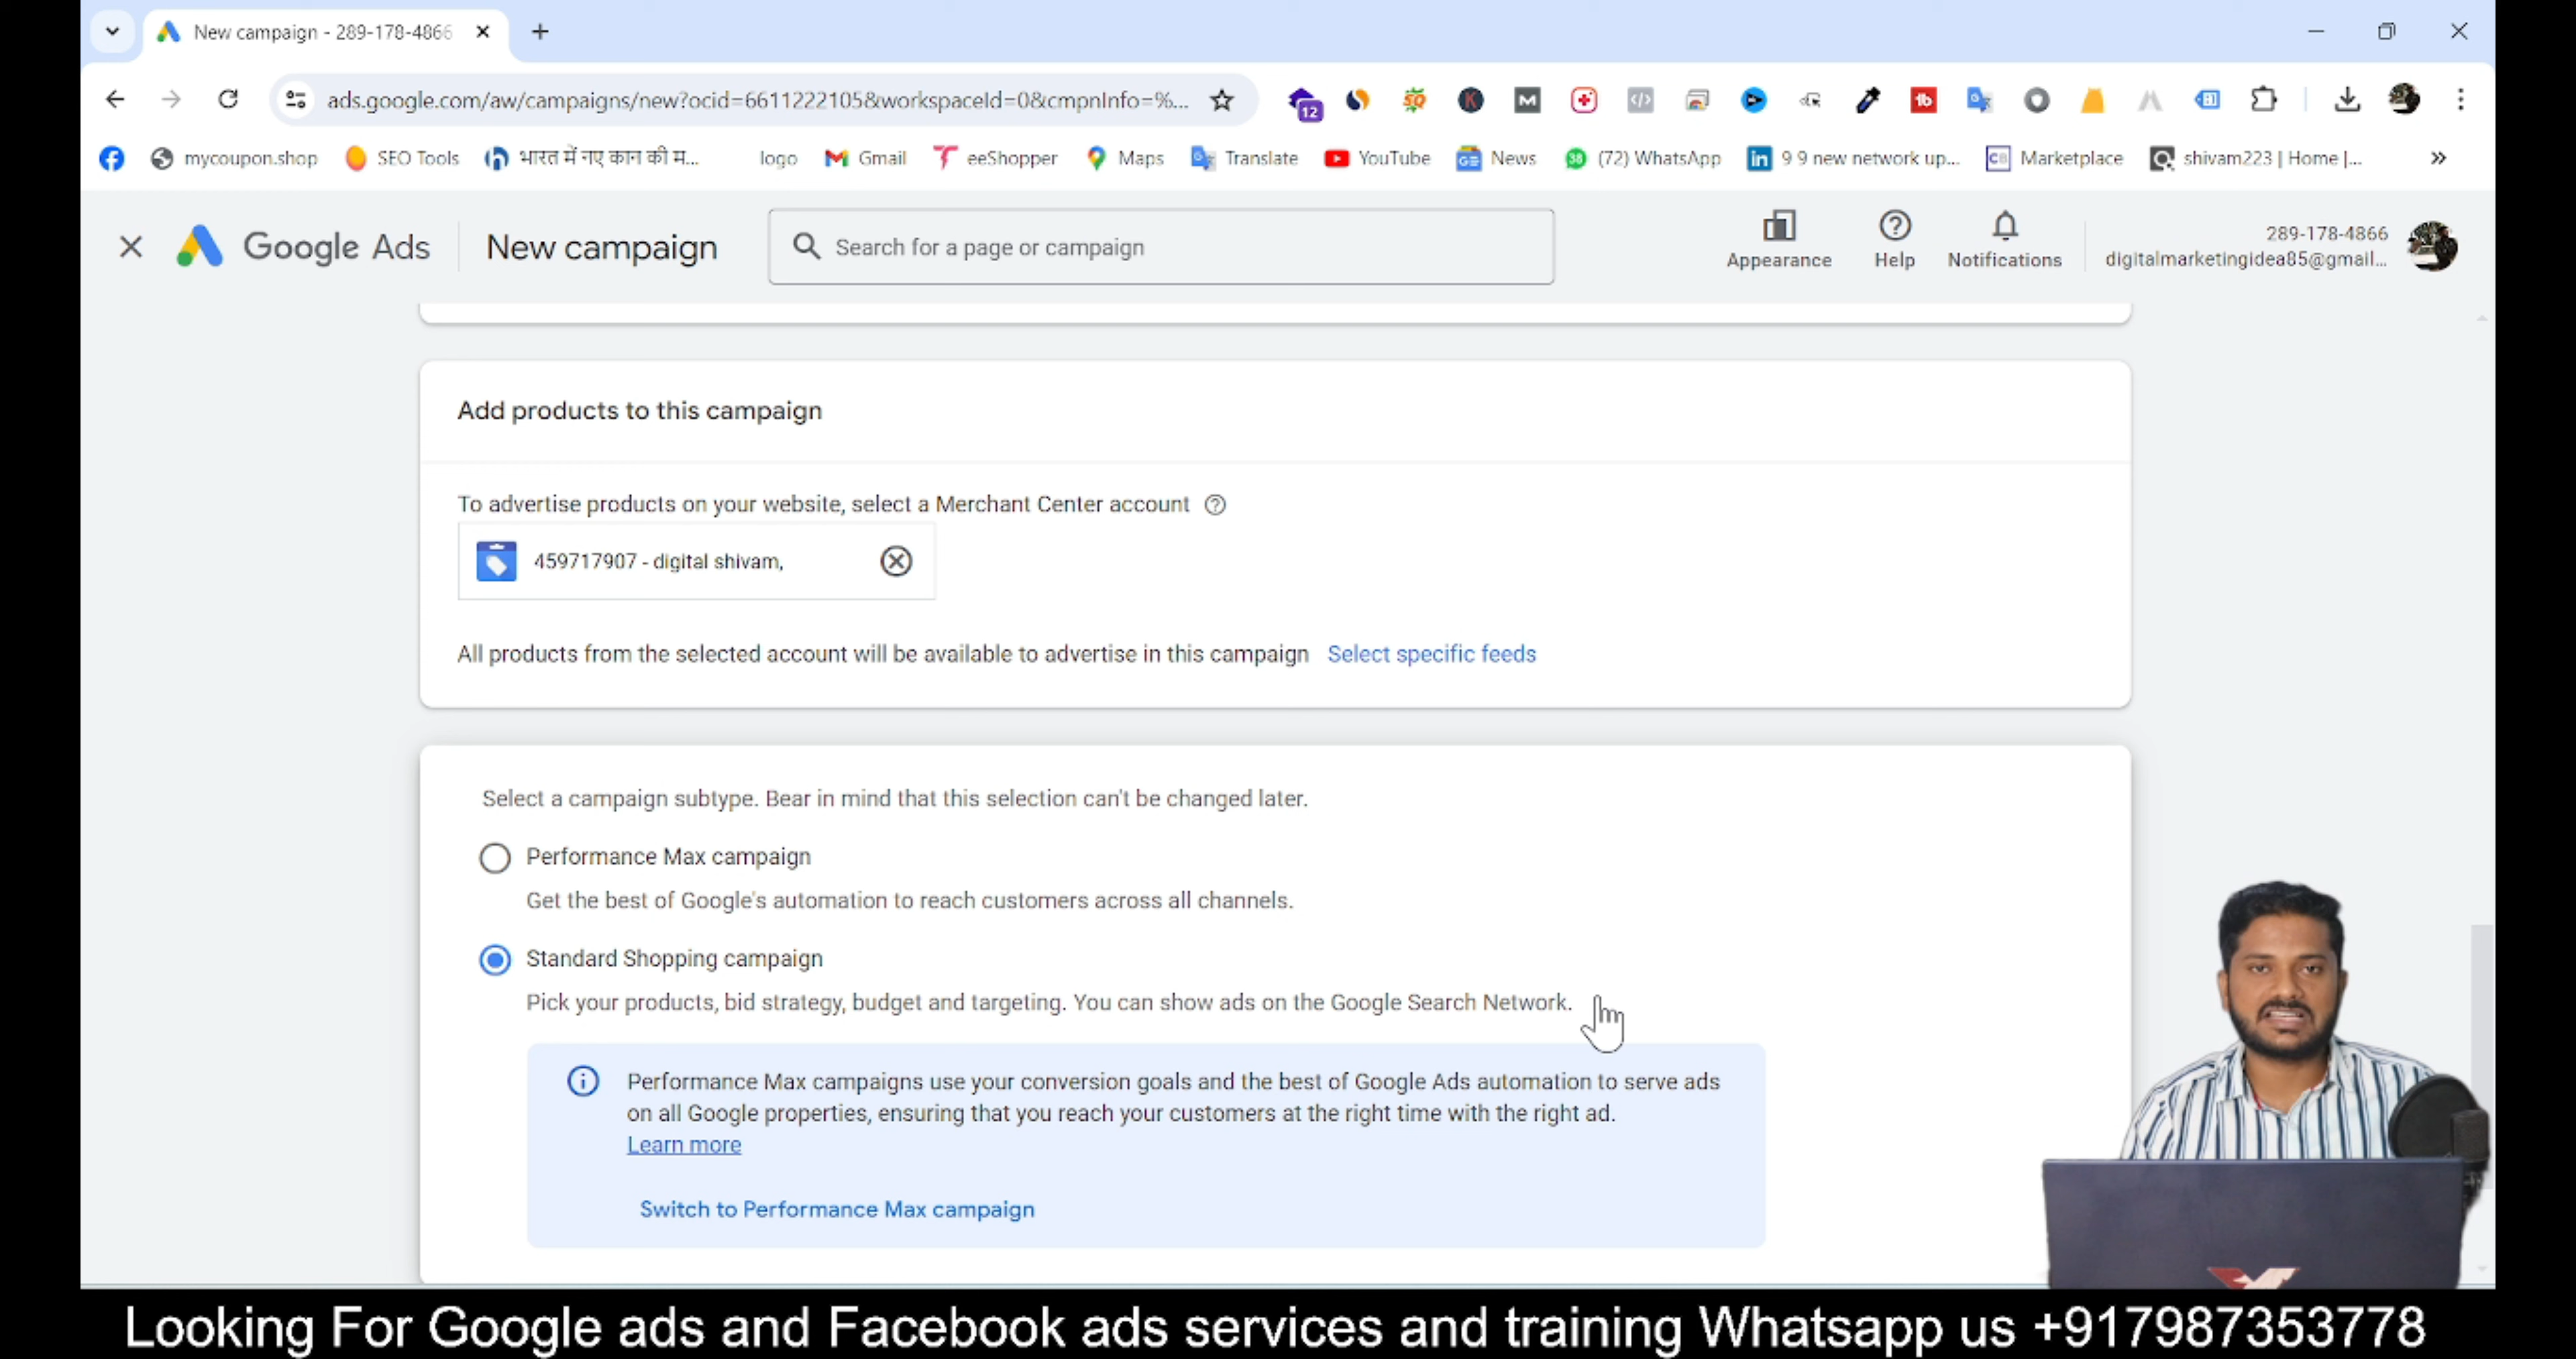 New campaign - 289-178-4866
ads.google.com/aw/campaigns/new?ocid=6611222105&workspaceId=0&cmpnInfo=%...
12
mycoupon.shop
SEO Tools
भारत में नए कान की म...
logo
Gmail
eeShopper
Maps
Translate
YouTube
News
(72) WhatsApp
9 9 new network up...
Marketplace
shivam223 | Home |...
Google Ads
New campaign
Search for a page or campaign
Appearance
Help
Notifications
289-178-4866
digitalmarketingidea85@gmail...
Add products to this campaign
To advertise products on your website, select a Merchant Center account
459717907 - digital shivam,
All products from the selected account will be available to advertise in this campaign Select specific feeds
Select a campaign subtype. Bear in mind that this selection can't be changed later.
Performance Max campaign
Get the best of Google's automation to reach customers across all channels.
Standard Shopping campaign
Pick your products, bid strategy, budget and targeting. You can show ads on the Google Search Network.
Performance Max campaigns use your conversion goals and the best of Google Ads automation to serve ads
on all Google properties, ensuring that you reach your customers at the right time with the right ad.
Learn more
Switch to Performance Max campaign
Looking For Google ads and Facebook ads services and training Whatsapp us +917987353778